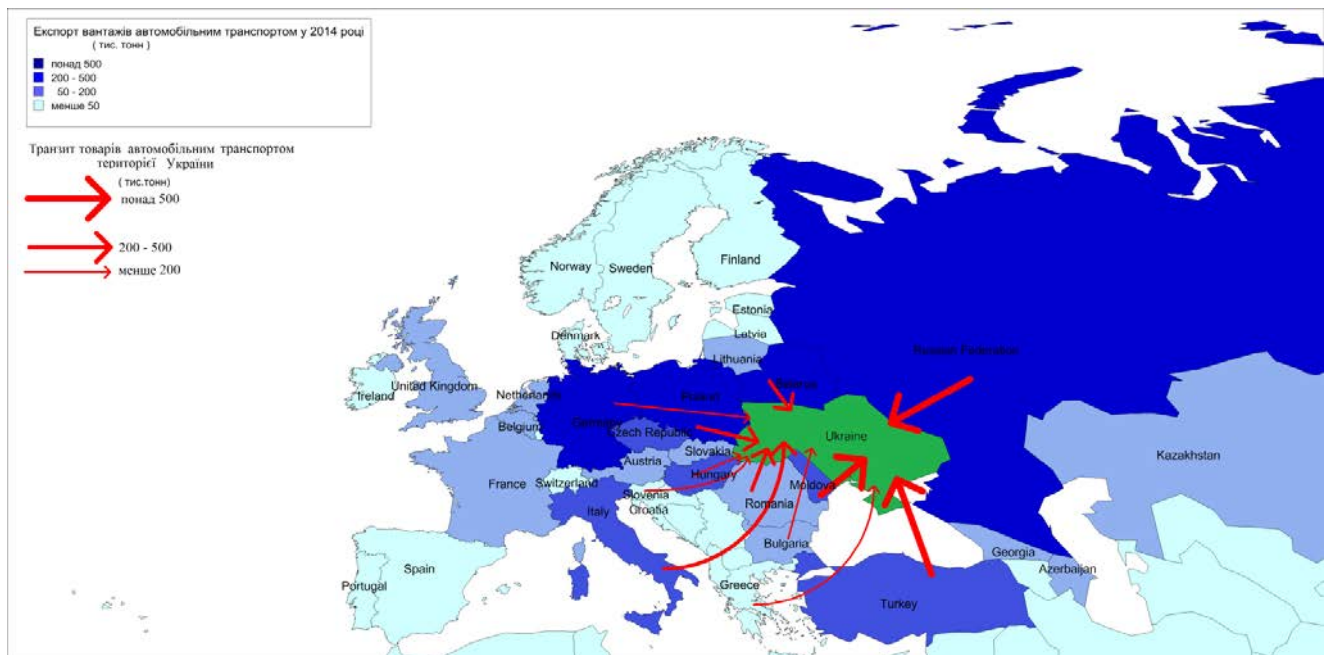 Експорт вантажів автомобільним транспортом у 2014 році
( тис. тонн )
понад 500
200 - 500
50 - 200
менше 50
Транзит товарів автомобільним транспортом
території України
( тис.тонн)
понад 500
200 - 500
менше 200
Norway
Sweden
Finland
Estonia
Latvia
Denmark
Lithuania
Russian Federation
Ireland
United Kingdom
Netherlands
Belarus
Poland
Belgium
Germany
Czech Republic
Ukraine
Slovakia
Kazakhstan
Austria
France
Switzerland
Hungary
Moldova
Slovenia
Croatia
Romania
Italy
Bulgaria
Georgia
Azerbaijan
Spain
Portugal
Greece
Turkey